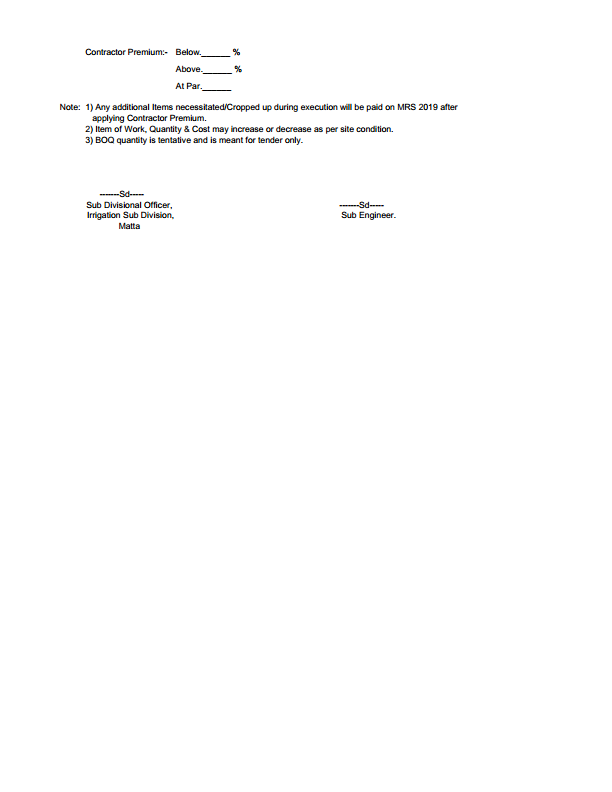 Contractor Premium:- Below.______ %
Above.______ %
At Par.______
Note: 1) Any additional Items necessitated/Cropped up during execution will be paid on MRS 2019 after
applying Contractor Premium.
2) Item of Work, Quantity & Cost may increase or decrease as per site condition.
3) BOQ quantity is tentative and is meant for tender only.
-------Sd-----
Sub Divisional Officer,
Irrigation Sub Division,
Matta
-------Sd-----
Sub Engineer.